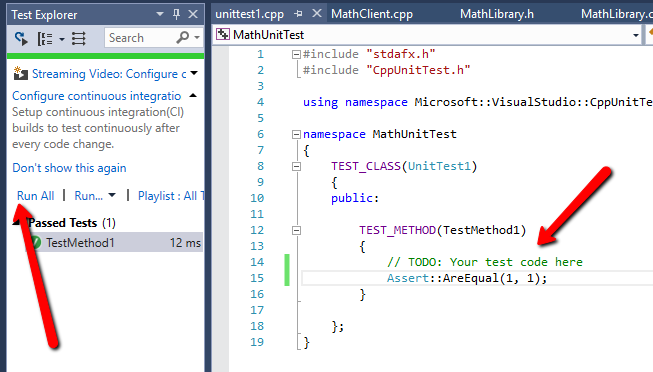 Test Explorer
Search
Streaming Video: Configure c
Configure continuous integratio
Setup continuous integration(CI)
builds to test continuously after
every code change.
Don't show this again
Run All | Run... | Playlist : All T
Passed Tests (1)
TestMethod1 12 ms
unittest1.cpp MathClient.cpp MathLibrary.h MathLibrary.c
MathUnitTest
1 #include "stdafx.h"
2 #include "CppUnitTest.h"
3
4 using namespace Microsoft::VisualStudio::CppUnitTe
5
6 namespace MathUnitTest
7 {
8 TEST_CLASS(UnitTest1)
9 {
10 public:
11
12 TEST_METHOD(TestMethod1)
13 {
14 // TODO: Your test code here
15 Assert::AreEqual(1, 1);
16 }
17
18 };
19 }